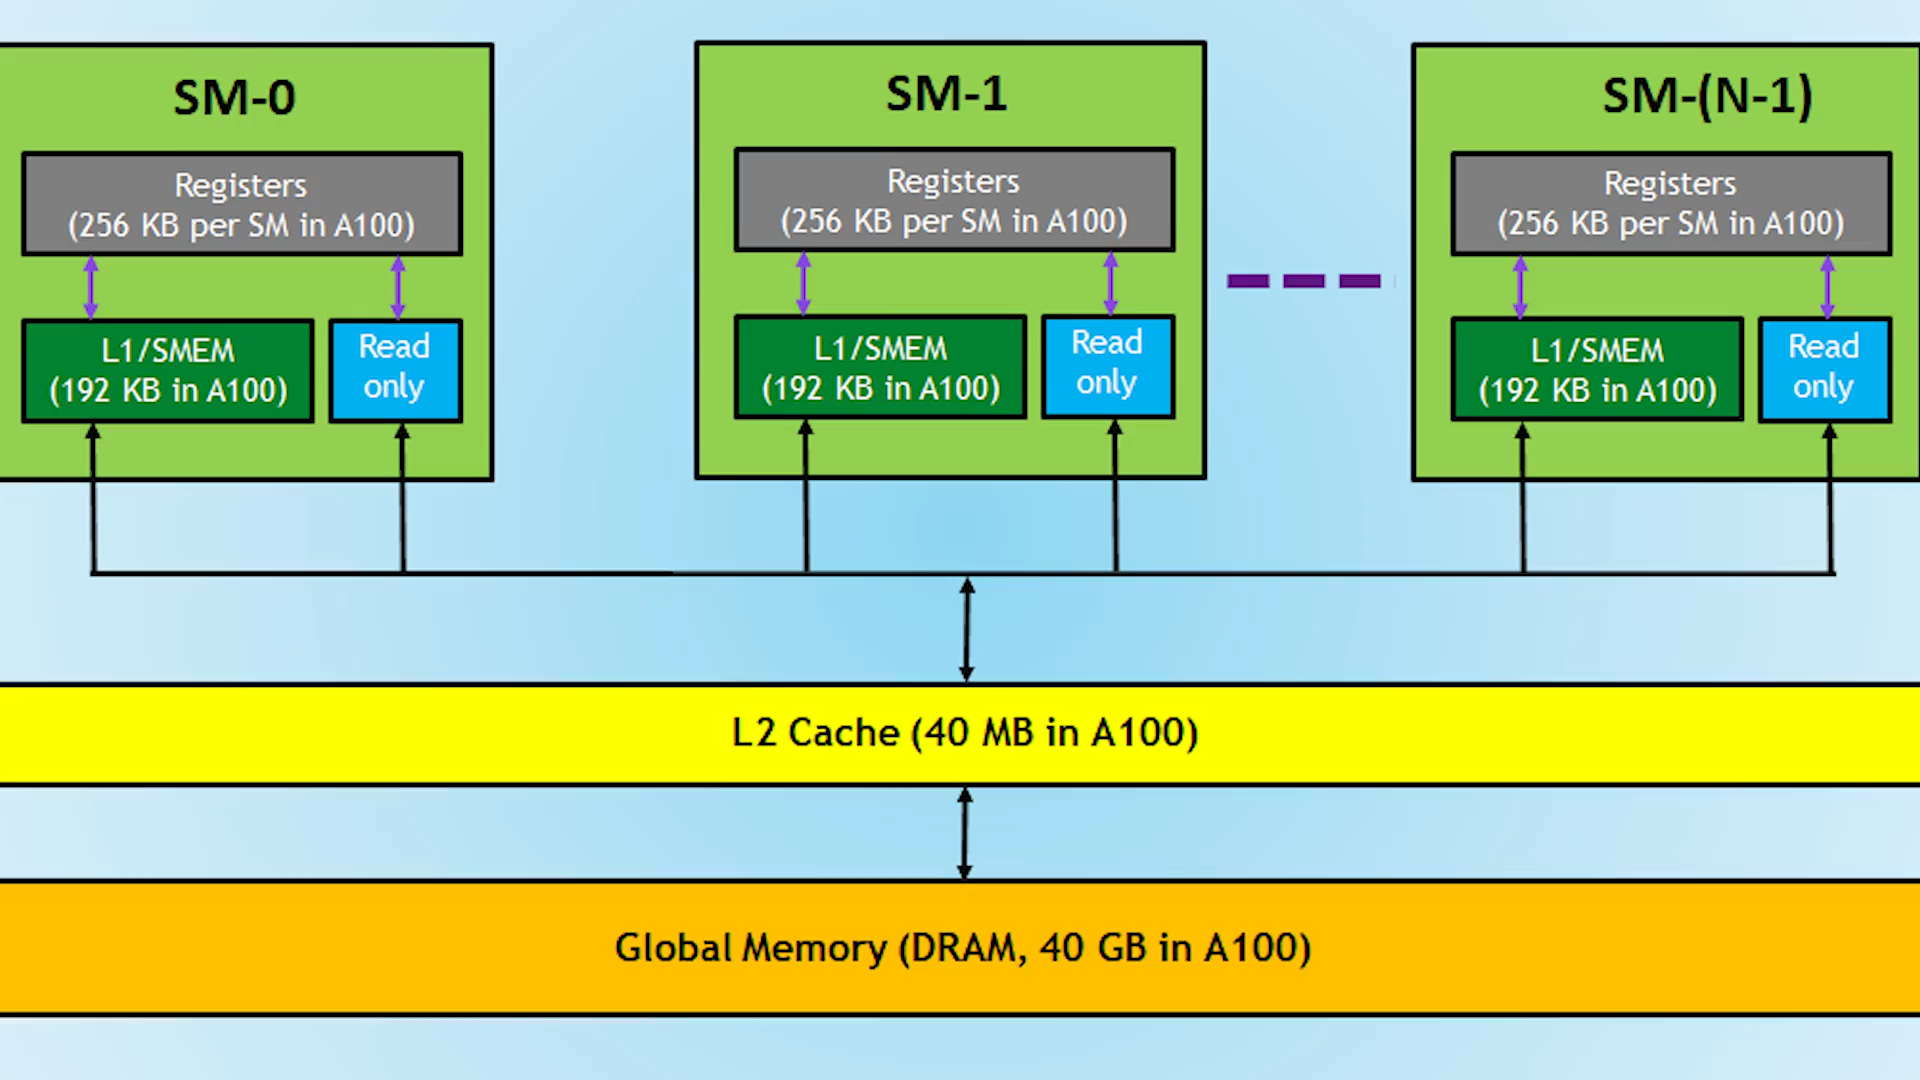 SM-0
Registers
(256 KB per SM in A100)
L1/SMEM
(192 KB in A100)
Read
only
SM-1
Registers
(256 KB per SM in A100)
L1/SMEM
(192 KB in A100)
Read
only
SM-(N-1)
Registers
(256 KB per SM in A100)
L1/SMEM
(192 KB in A100)
Read
only
L2 Cache (40 MB in A100)
Global Memory (DRAM, 40 GB in A100)